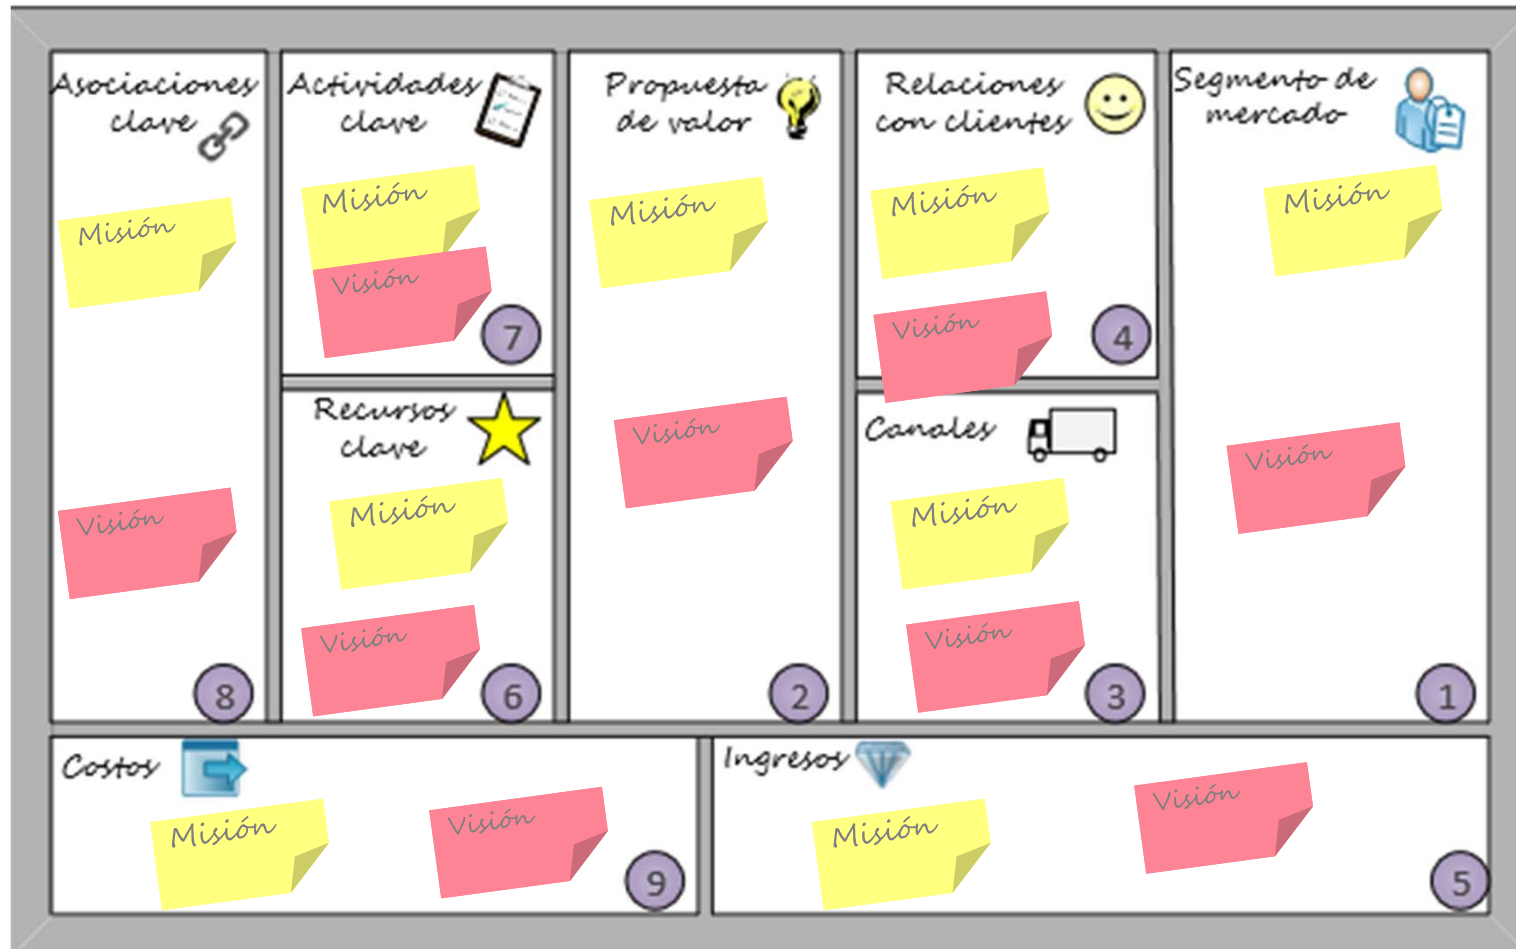 Asociaciones
clave
Misión
Visión
8
Actividades
clave
Misión
Visión
7
Recursos
clave
Misión
Visión
6
Propuesta
de valor
Misión
Visión
2
Relaciones
con clientes
Misión
Visión
4
Canales
Misión
Visión
3
Segmento de
mercado
Misión
Visión
1
Costos
Misión
Visión
9
Ingresos
Misión
Visión
5